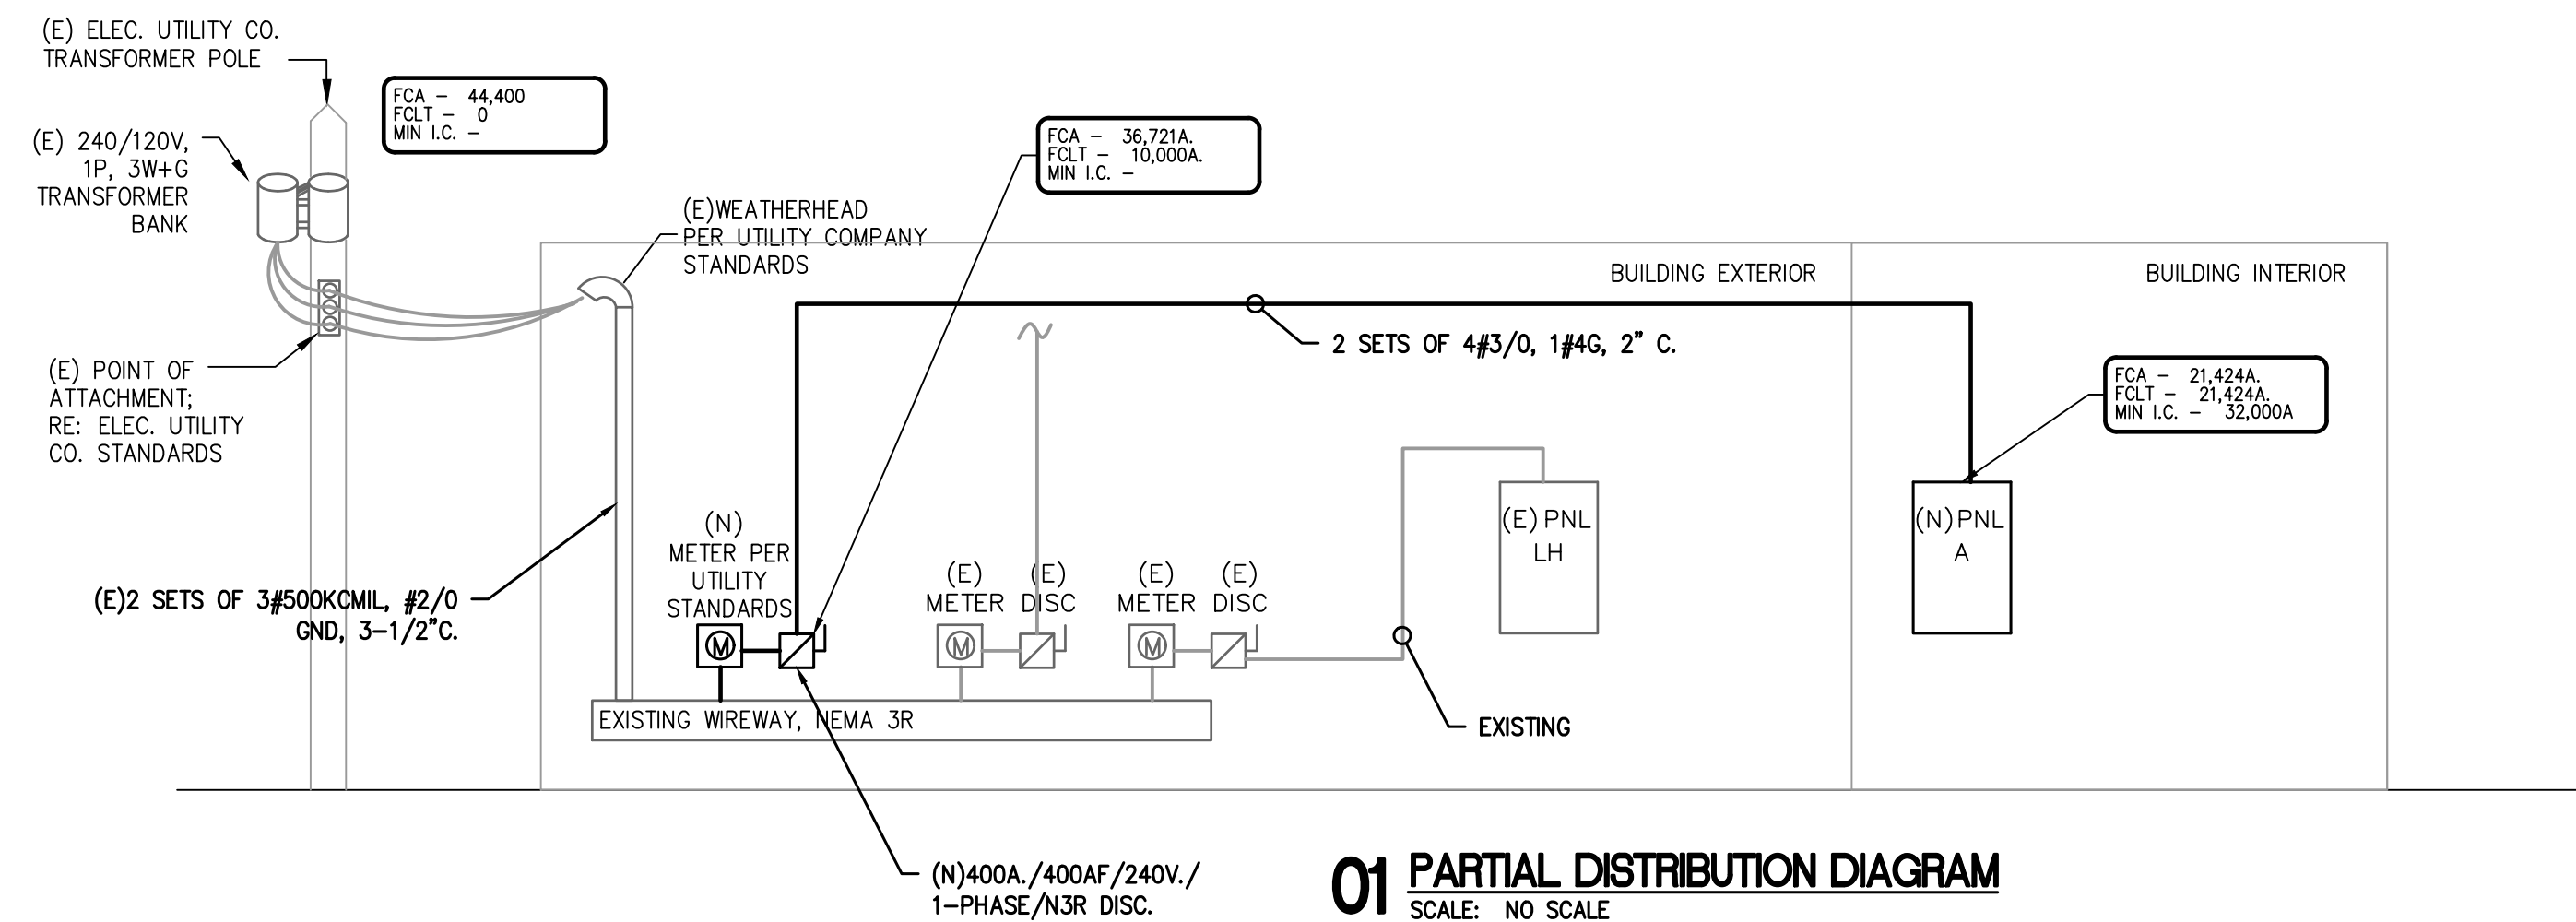 (E) ELEC. UTILITY CO.
TRANSFORMER POLE
FCA - 44,400
FCLT - 0
MIN I.C. -
(E) 240/120V,
1P, 3W+G
TRANSFORMER
BANK
FCA - 36,721A.
FCLT - 10,000A.
MIN I.C. -
(E)WEATHERHEAD
PER UTILITY COMPANY
STANDARDS
BUILDING EXTERIOR
BUILDING INTERIOR
2 SETS OF 4#3/0, 1#4G, 2" C.
(E) POINT OF
ATTACHMENT;
RE: ELEC. UTILITY
CO. STANDARDS
FCA - 21,424A.
FCLT - 21,424A.
MIN I.C. - 32,000A
(E)2 SETS OF 3#500KCMIL, #2/0
GND, 3-1/2"C.
(N)
METER PER
UTILITY
STANDARDS
M
(E)
METER
M
(E)
DISC
(E)
METER
M
(E)
DISC
(E) PNL
LH
(N) PNL
A
EXISTING WIREWAY, NEMA 3R
EXISTING
(N)400A./400AF/240V./
1-PHASE/N3R DISC.
01 PARTIAL DISTRIBUTION DIAGRAM
SCALE: NO SCALE